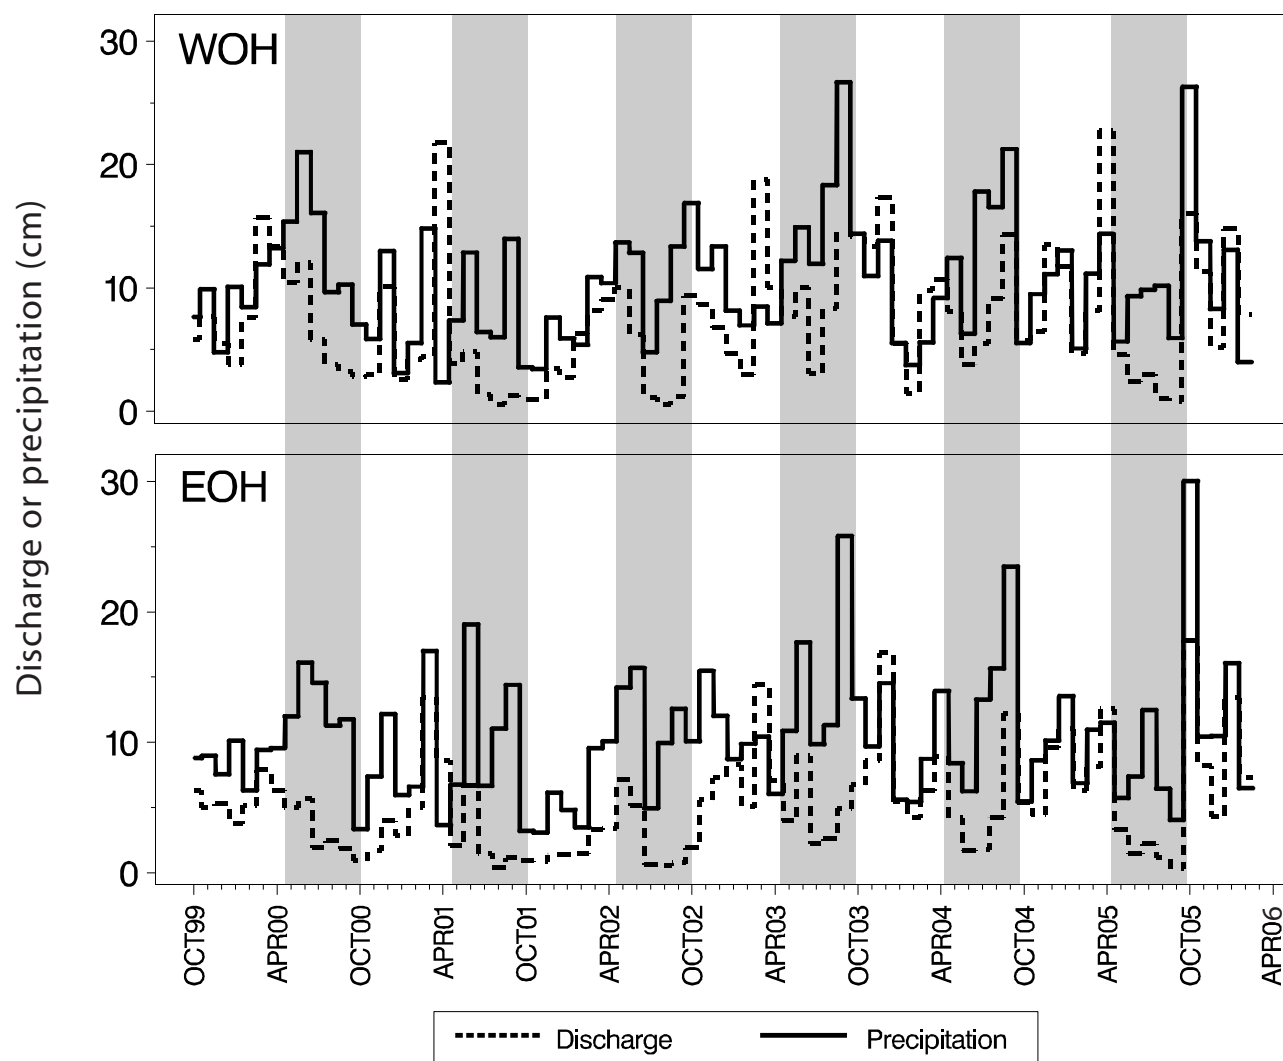 Discharge or precipitation (cm)
30
20
10
0
WOH
30
20
10
0
EOH
OCT99
APR00
OCT00
APR01
OCT01
APR02
OCT02
APR03
OCT03
APR04
OCT04
APR05
OCT05
APR06
Discharge
Precipitation